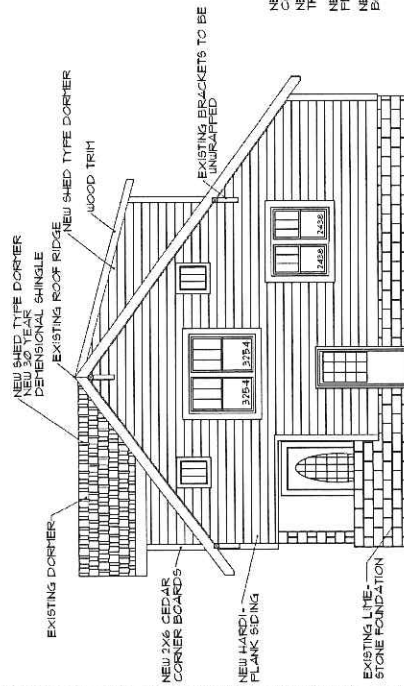 NEW SHED TYPE DORMER
NEW 30 YEAR
DEMENSIONAL SHINGLE
EXISTING ROOF RIDGE
NEW SHED TYPE DORMER
WOOD TRIM
EXISTING BRACKETS TO BE
UNWRAPPED
EXISTING DORMER
NEW 2X6 CEDAR
CORNER BOARDS
NEW HARDI-
PLANK SIDING
EXISTING LIME-
STONE FOUNDATION
3254
3254
2438
2438